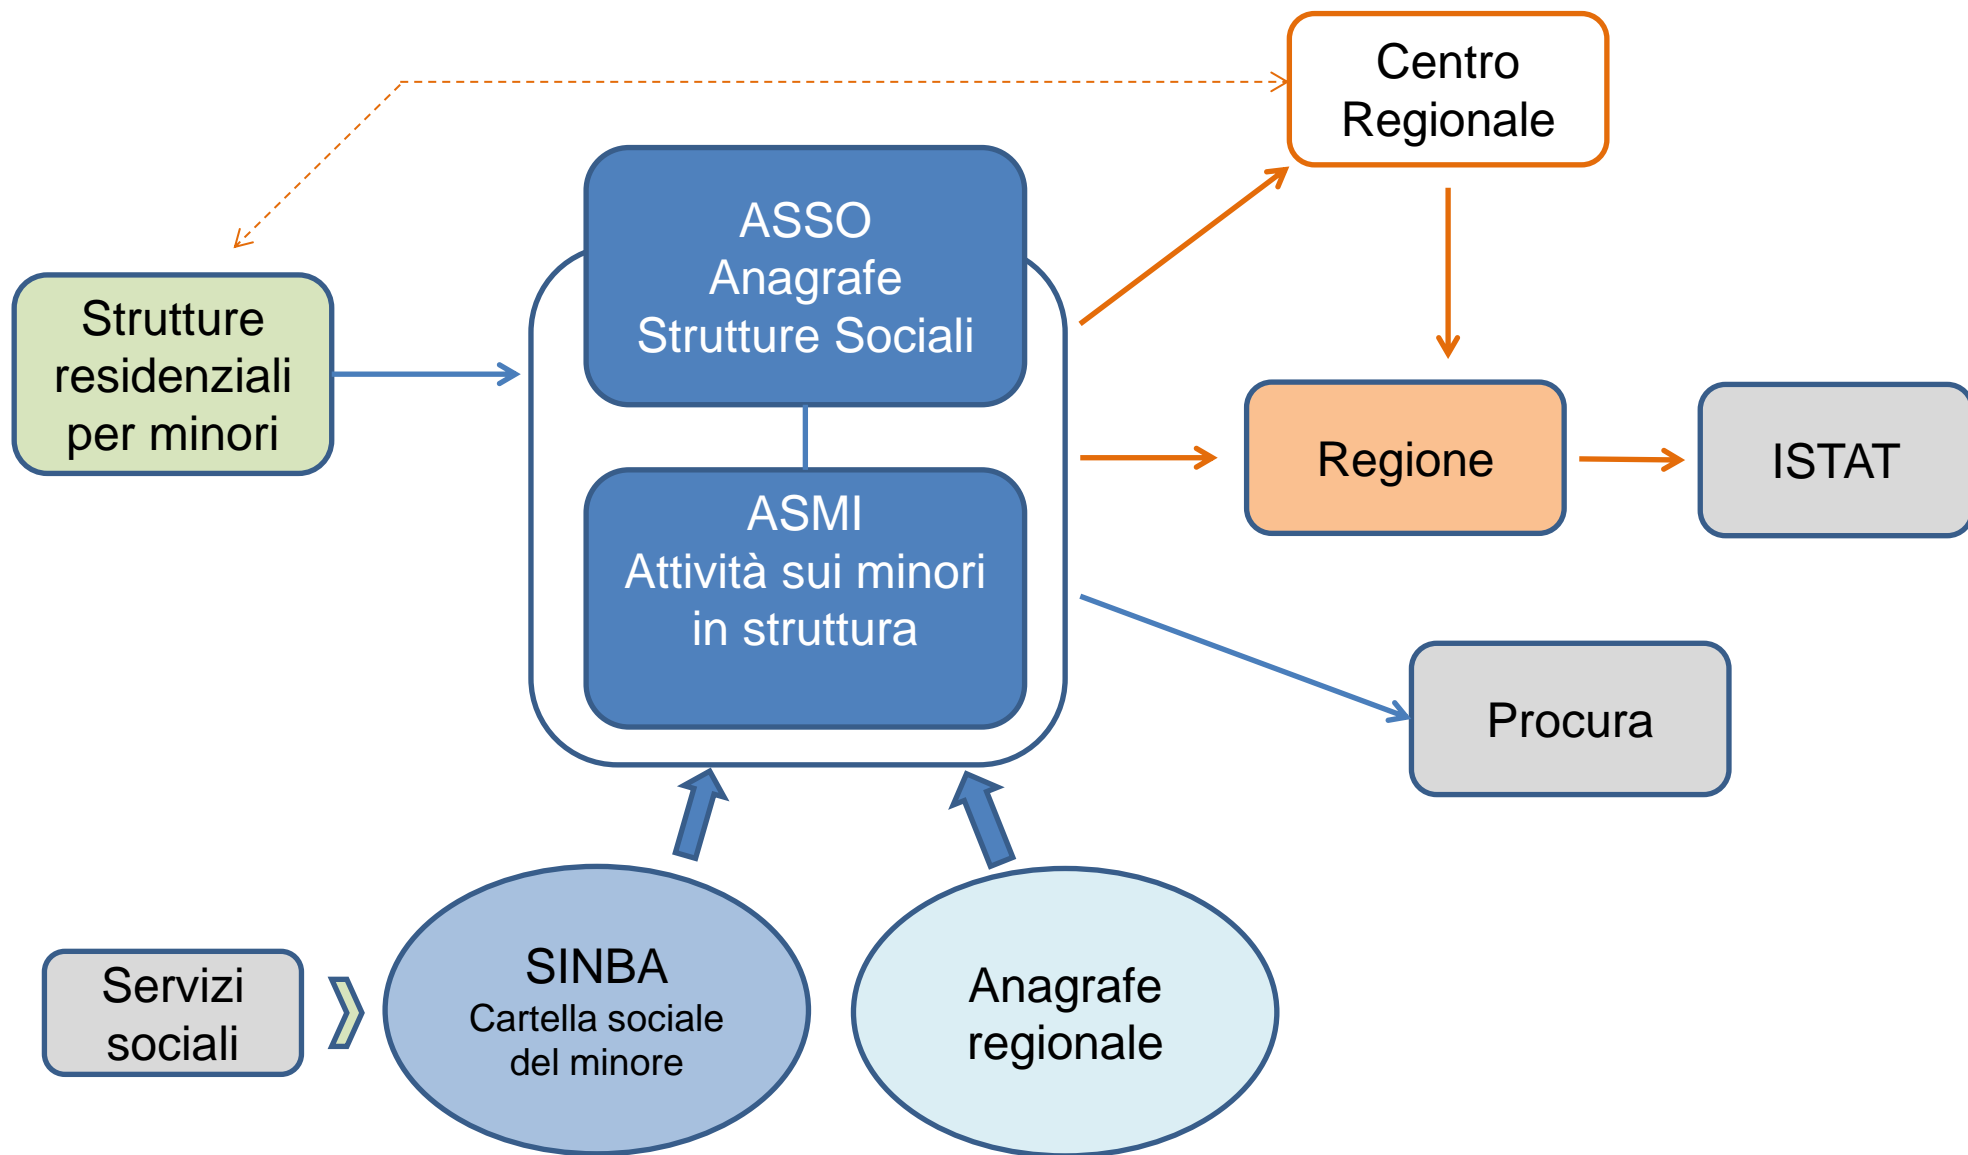 Centro
Regionale
ASSO
Anagrafe
Strutture Sociali
Strutture
residenziali
per minori
Regione
ISTAT
ASMI
Attività sui minori
in struttura
Procura
SINBA
Cartella sociale
del minore
Anagrafe
regionale
Servizi
sociali